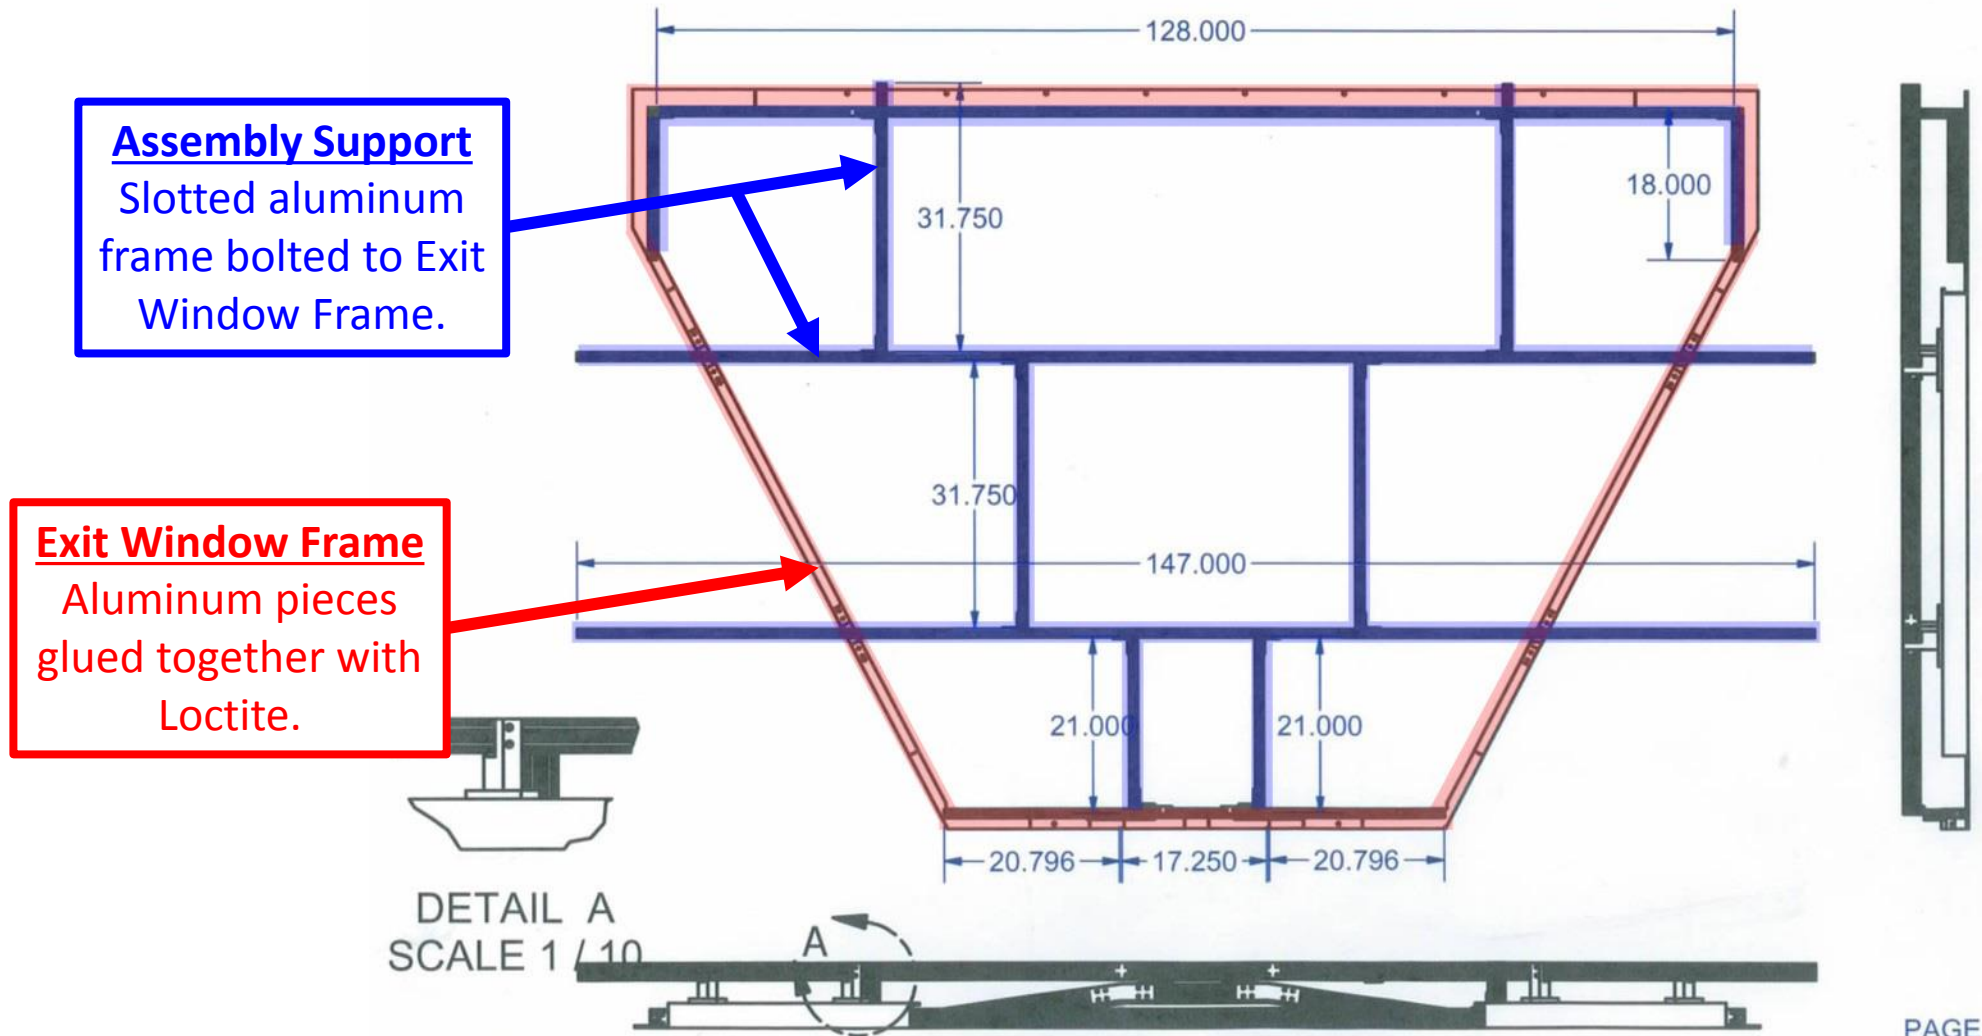 128.000
Assembly Support
Slotted aluminum
frame bolted to Exit
Window Frame.
31.750
18.000
Exit Window Frame
Aluminum pieces
glued together with
Loctite.
31.750
147.000
21.000
21.000
20.796
17.250
20.796
DETAIL A
SCALE 1 / 10
A
PAGE